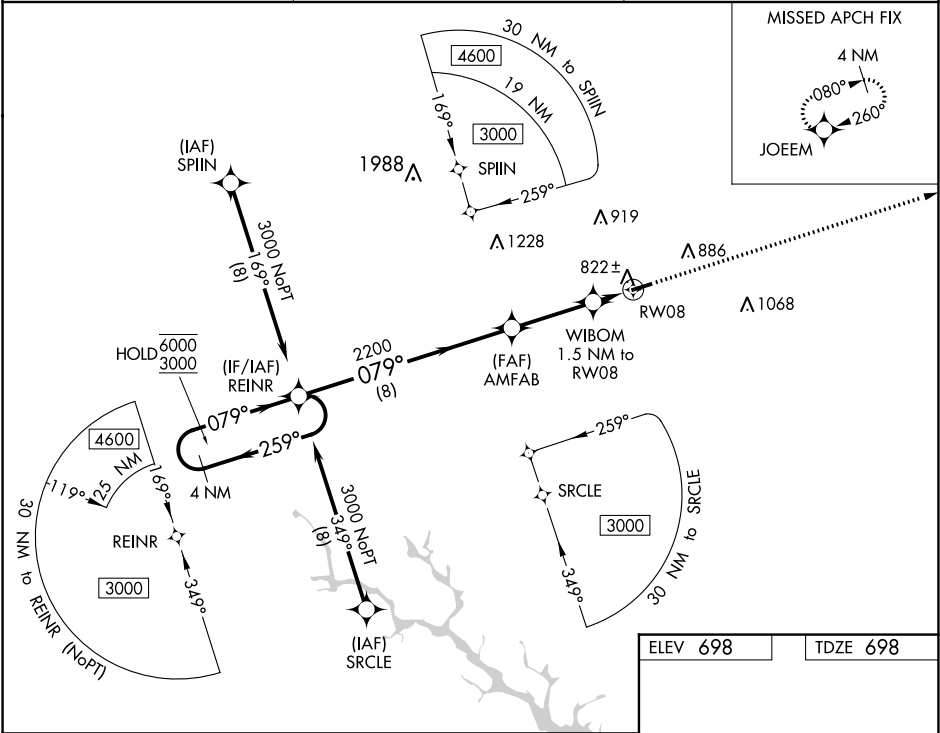 MISSED APCH FIX
4 NM
080°
260°
JOEEM
30 NM to SPIIN
4600
19 NM
3000
169°
SPIIN
259°
1988
919
1228
886
822±
1068
RW08
(IAF)
SPIIN
3000 NoPT
169°
(8)
HOLD
6000
3000
(IF/IAF)
REINR
2200
079°
(8)
(FAF)
AMFAB
WIBOM
1.5 NM to
RW08
079°
259°
4 NM
4600
25 NM
119°
169°
REINR
349°
3000
30 NM to REINR (NoPT)
3000 NoPT
349°
(8)
(IAF)
SRCLE
259°
SRCLE
3000
349°
30 NM to SRCLE
ELEV 698
TDZE 698